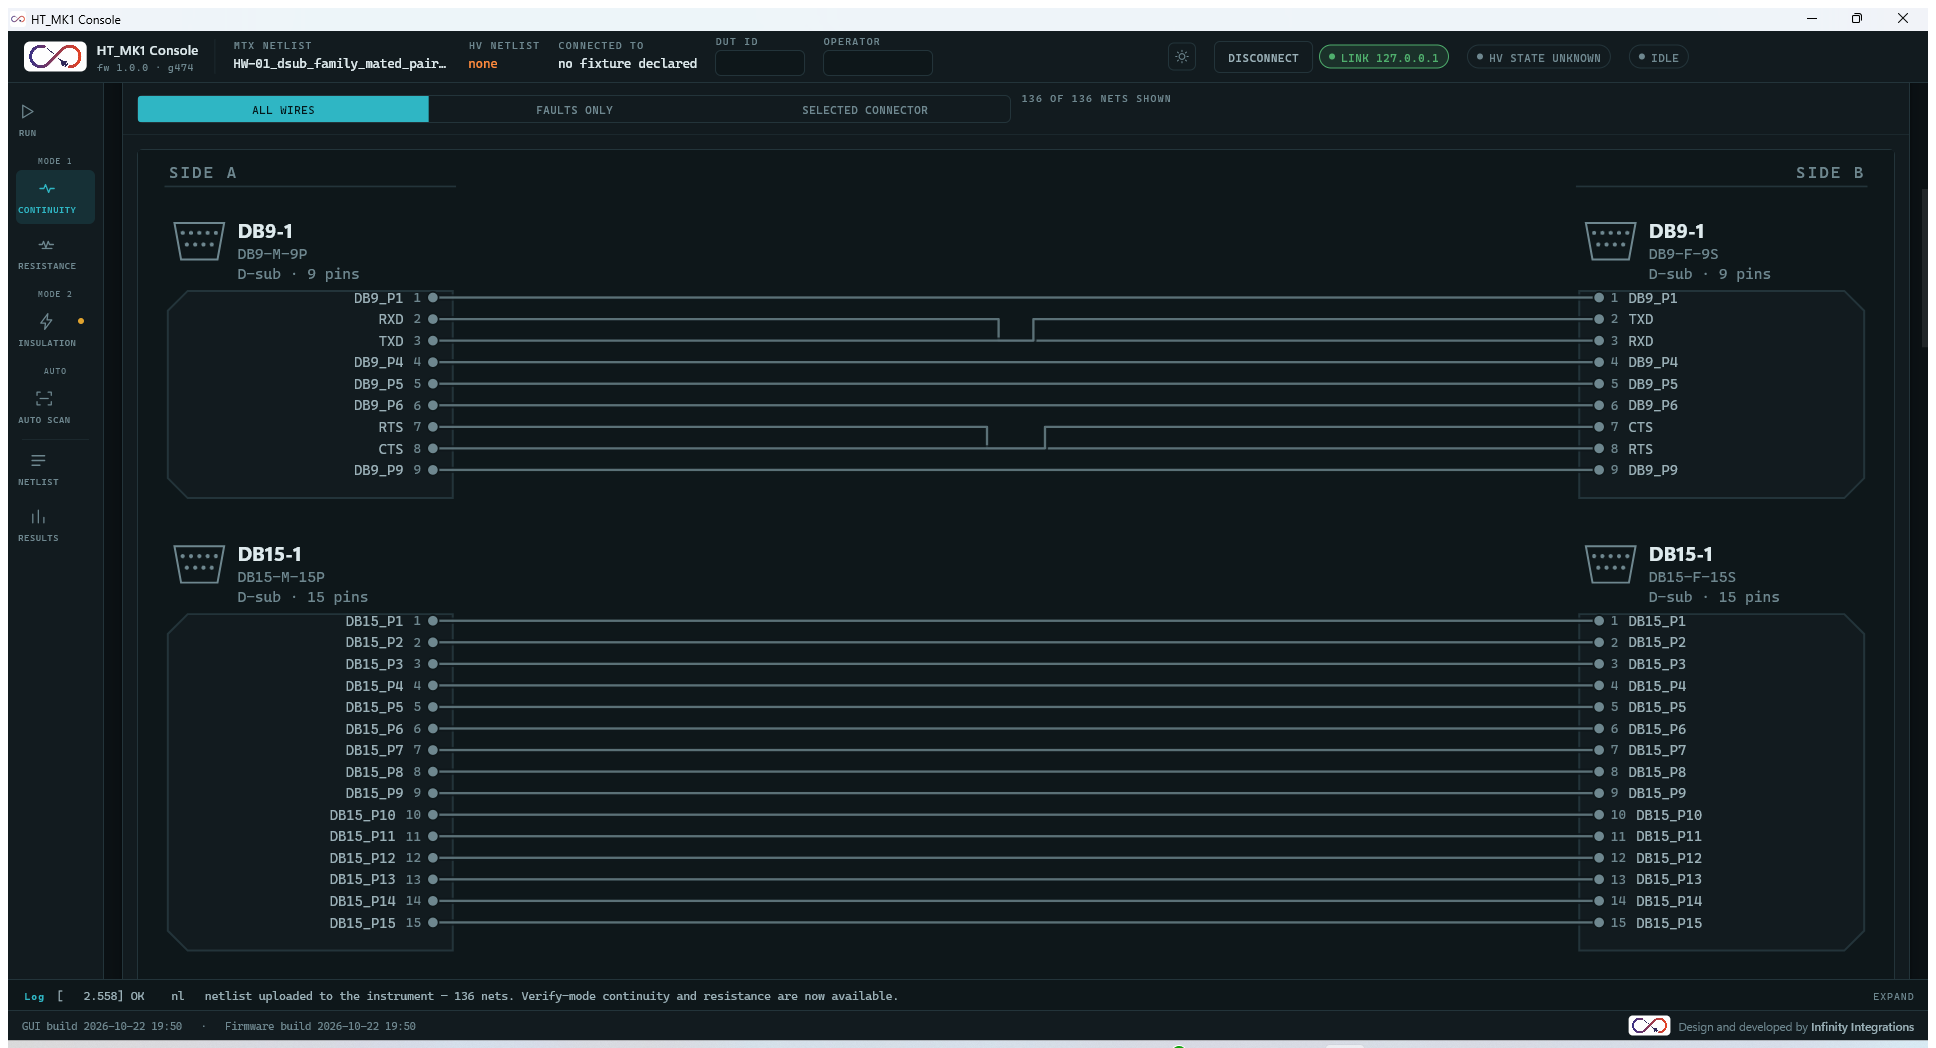 HT_MK1 Console
HT_MK1 Console
fw 1.0.0 · g474
MTX NETLIST
HW-01_dsub_family_mated_pair…
HV NETLIST
none
CONNECTED TO
no fixture declared
DUT ID
OPERATOR
DISCONNECT
LINK 127.0.0.1
HV STATE UNKNOWN
IDLE
RUN
MODE 1
CONTINUITY
RESISTANCE
MODE 2
INSULATION
AUTO
AUTO SCAN
NETLIST
RESULTS
ALL WIRES
FAULTS ONLY
SELECTED CONNECTOR
136 OF 136 NETS SHOWN
SIDE A
SIDE B
DB9-1
DB9-M-9P
D-sub · 9 pins
DB9-1
DB9-F-9S
D-sub · 9 pins
DB9_P1 1 1 DB9_P1
RXD 2 2 TXD
TXD 3 3 RXD
DB9_P4 4 4 DB9_P4
DB9_P5 5 5 DB9_P5
DB9_P6 6 6 DB9_P6
RTS 7 7 CTS
CTS 8 8 RTS
DB9_P9 9 9 DB9_P9
DB15-1
DB15-M-15P
D-sub · 15 pins
DB15-1
DB15-F-15S
D-sub · 15 pins
DB15_P1 1 1 DB15_P1
DB15_P2 2 2 DB15_P2
DB15_P3 3 3 DB15_P3
DB15_P4 4 4 DB15_P4
DB15_P5 5 5 DB15_P5
DB15_P6 6 6 DB15_P6
DB15_P7 7 7 DB15_P7
DB15_P8 8 8 DB15_P8
DB15_P9 9 9 DB15_P9
DB15_P10 10 10 DB15_P10
DB15_P11 11 11 DB15_P11
DB15_P12 12 12 DB15_P12
DB15_P13 13 13 DB15_P13
DB15_P14 14 14 DB15_P14
DB15_P15 15 15 DB15_P15
Log [ 2.558] OK nl netlist uploaded to the instrument — 136 nets. Verify-mode continuity and resistance are now available.
EXPAND
GUI build 2026-10-22 19:50 · Firmware build 2026-10-22 19:50
Design and developed by Infinity Integrations